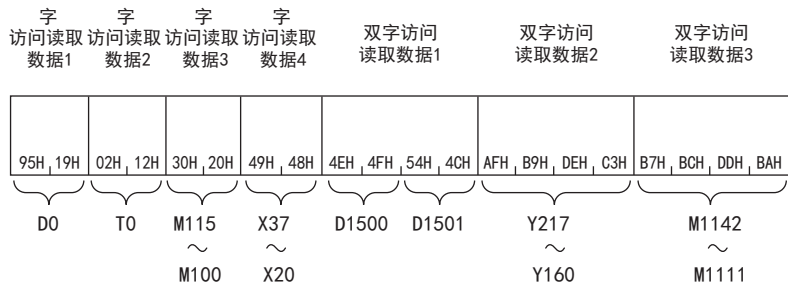 字
访问读取
数据1
字
访问读取
数据2
字
访问读取
数据3
字
访问读取
数据4
双字访问
读取数据1
双字访问
读取数据2
双字访问
读取数据3
95H 19H 02H 12H 30H 20H 49H 48H 4EH 4FH 54H 4CH AFH B9H DEH C3H B7H BCH DDH BAH
D0
T0
M115
～
M100
X37
～
X20
D1500
D1501
Y217
～
Y160
M1142
～
M1111